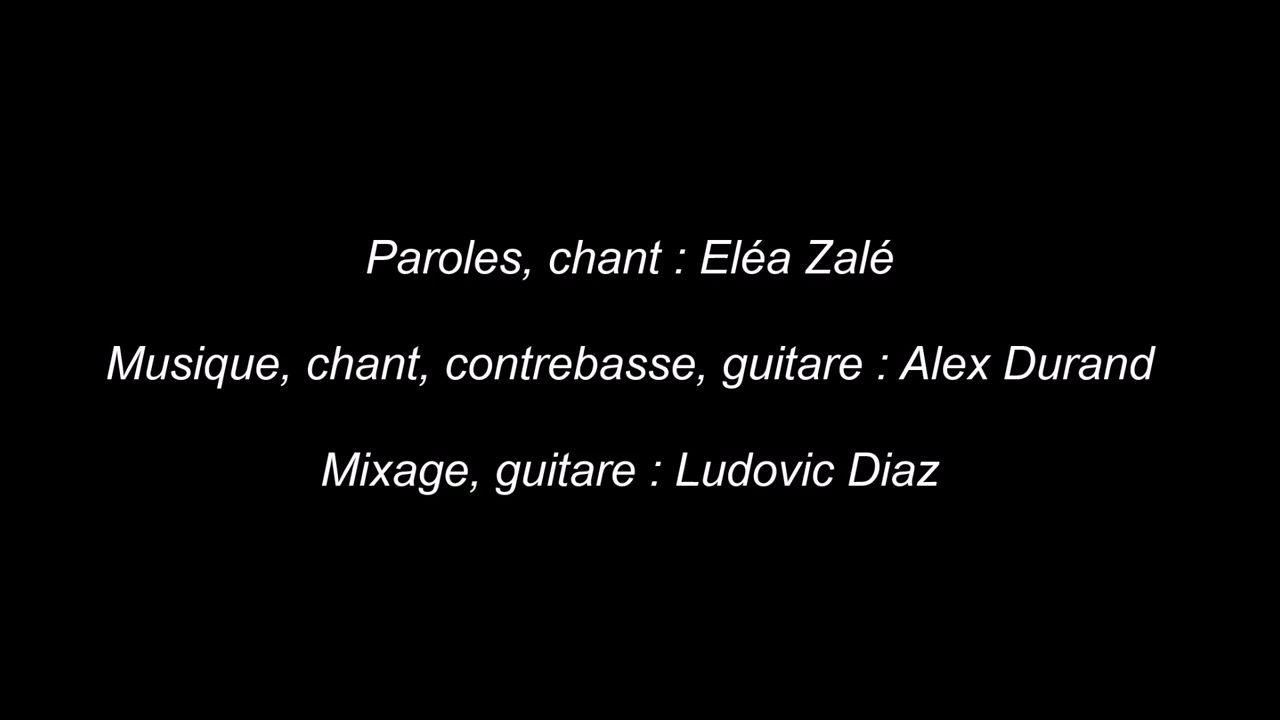 Paroles, chant : Eléa Zalé
Musique, chant, contrebasse, guitare : Alex Durand
Mixage, guitare : Ludovic Diaz